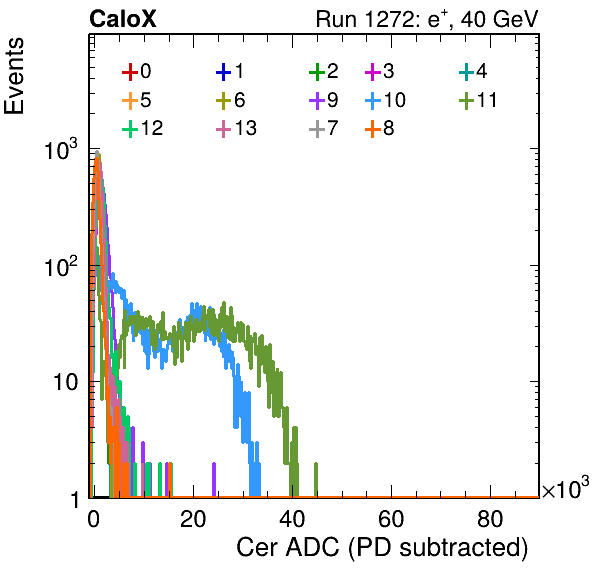 CaloX Run 1272: e⁺, 40 GeV
Events
0 1 2 3 4
5 6 9 10 11
12 13 7 8
10³
10²
10
1
0 20 40 60 80 ×10³
Cer ADC (PD subtracted)